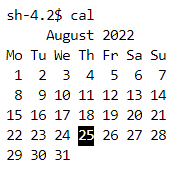 sh-4.2$ cal
August 2022
Mo Tu We Th Fr Sa Su
1 2 3 4 5 6 7
8 9 10 11 12 13 14
15 16 17 18 19 20 21
22 23 24 25 26 27 28
29 30 31